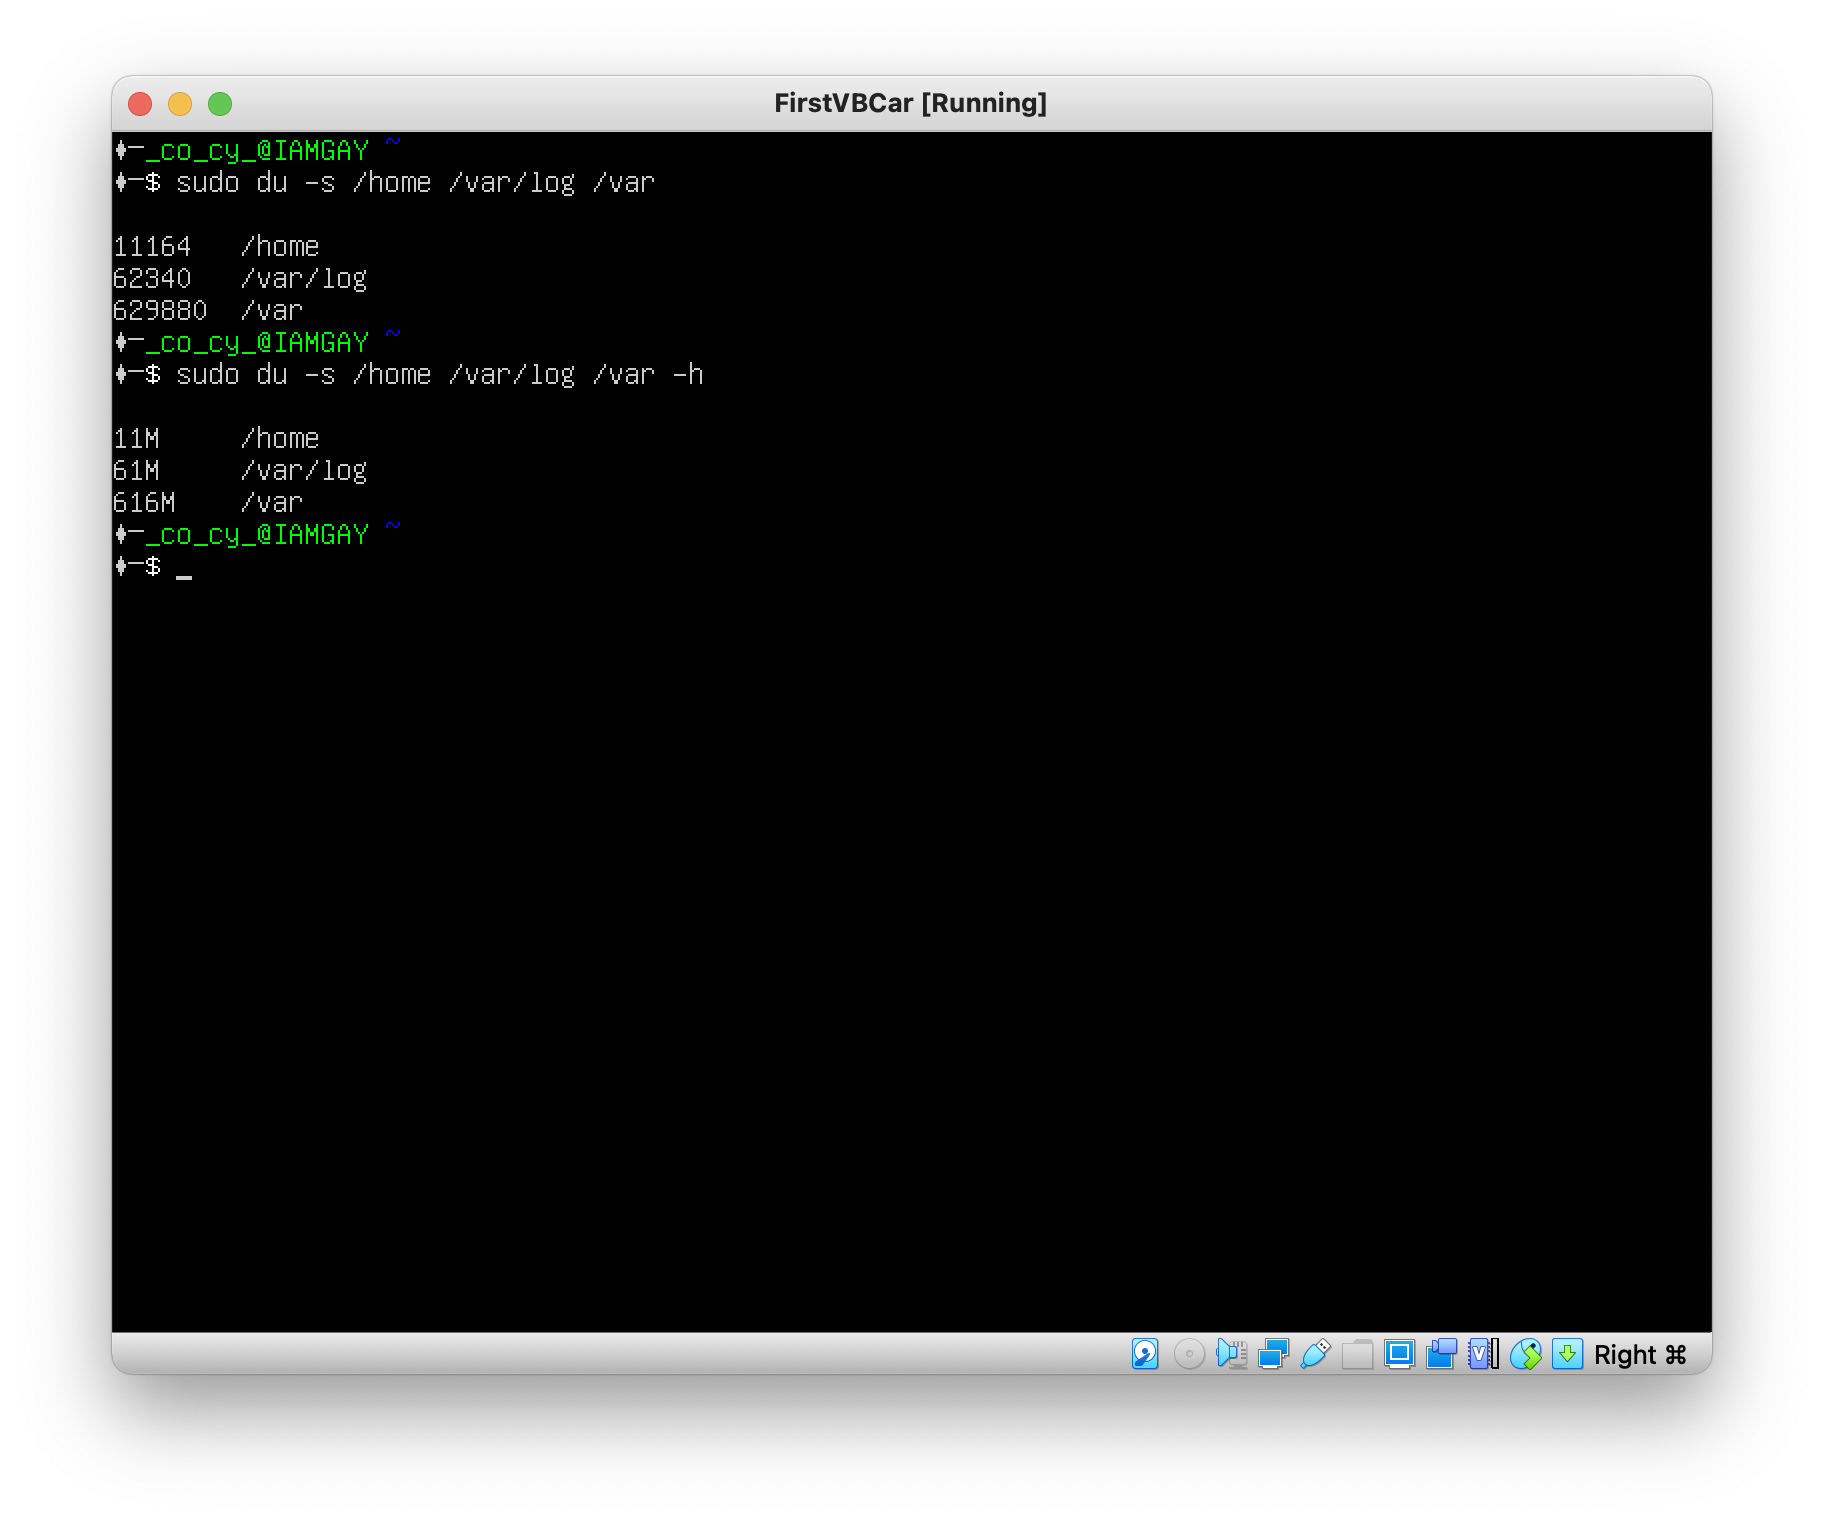 FirstVBCar [Running]
♦─_co_cy_@IAMGAY ~
♦─$ sudo du -s /home /var/log /var
11164   /home
62340   /var/log
629880  /var
♦─_co_cy_@IAMGAY ~
♦─$ sudo du -s /home /var/log /var -h
11M     /home
61M     /var/log
616M    /var
♦─_co_cy_@IAMGAY ~
♦─$ _
Right ⌘